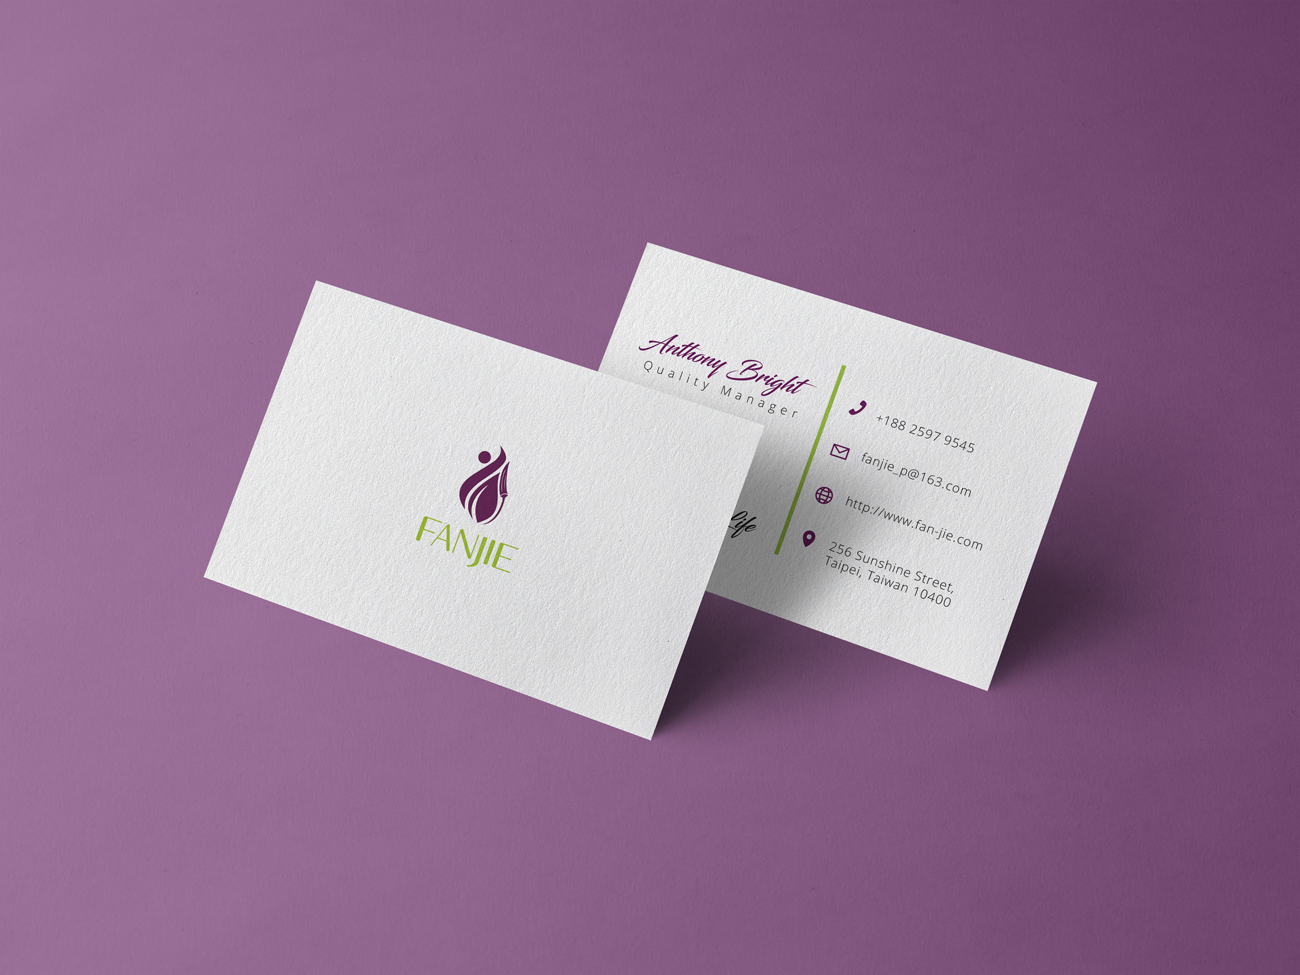 FANJIE
Anthony Bright
Quality Manager
Life
+188 2597 9545
fanjie_p@163.com
http://www.fan-jie.com
256 Sunshine Street,
Taipei, Taiwan 10400